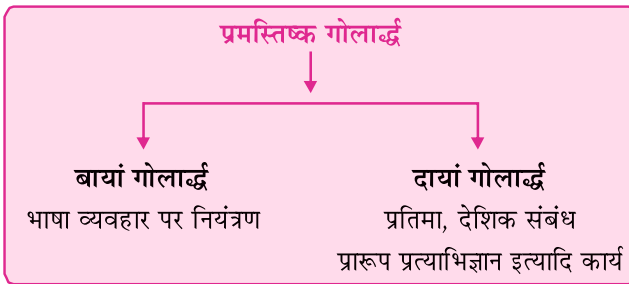 प्रमस्तिष्क गोलार्द्ध
बायां गोलार्द्ध
भाषा व्यवहार पर नियंत्रण
दायां गोलार्द्ध
प्रतिमा, देशिक संबंध
प्रारूप प्रत्याभिज्ञान इत्यादि कार्य